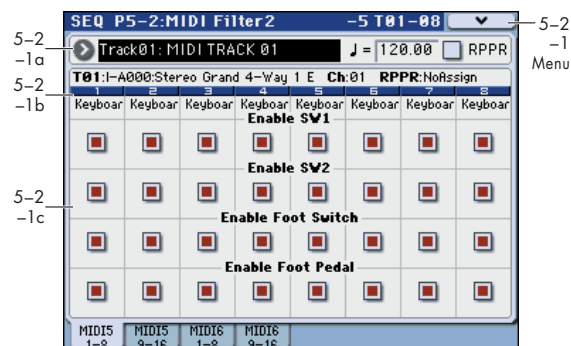 SEQ P5-2:MIDI Filter2 -5 T01-08
5-2
-1
Menu
5-2
-1a
Track01: MIDI TRACK 01 ♩= 120.00 RPPR
T01:I-A000:Stereo Grand 4-Way 1 E Ch:01 RPPR:NoAssign
5-2
-1b
1 2 3 4 5 6 7 8
Keyboar Keyboar Keyboar Keyboar Keyboar Keyboar Keyboar Keyboar
Enable SW1
Enable SW2
5-2
-1c
Enable Foot Switch
Enable Foot Pedal
MIDI5 MIDI5 MIDI6 MIDI6
1-8 9-16 1-8 9-16